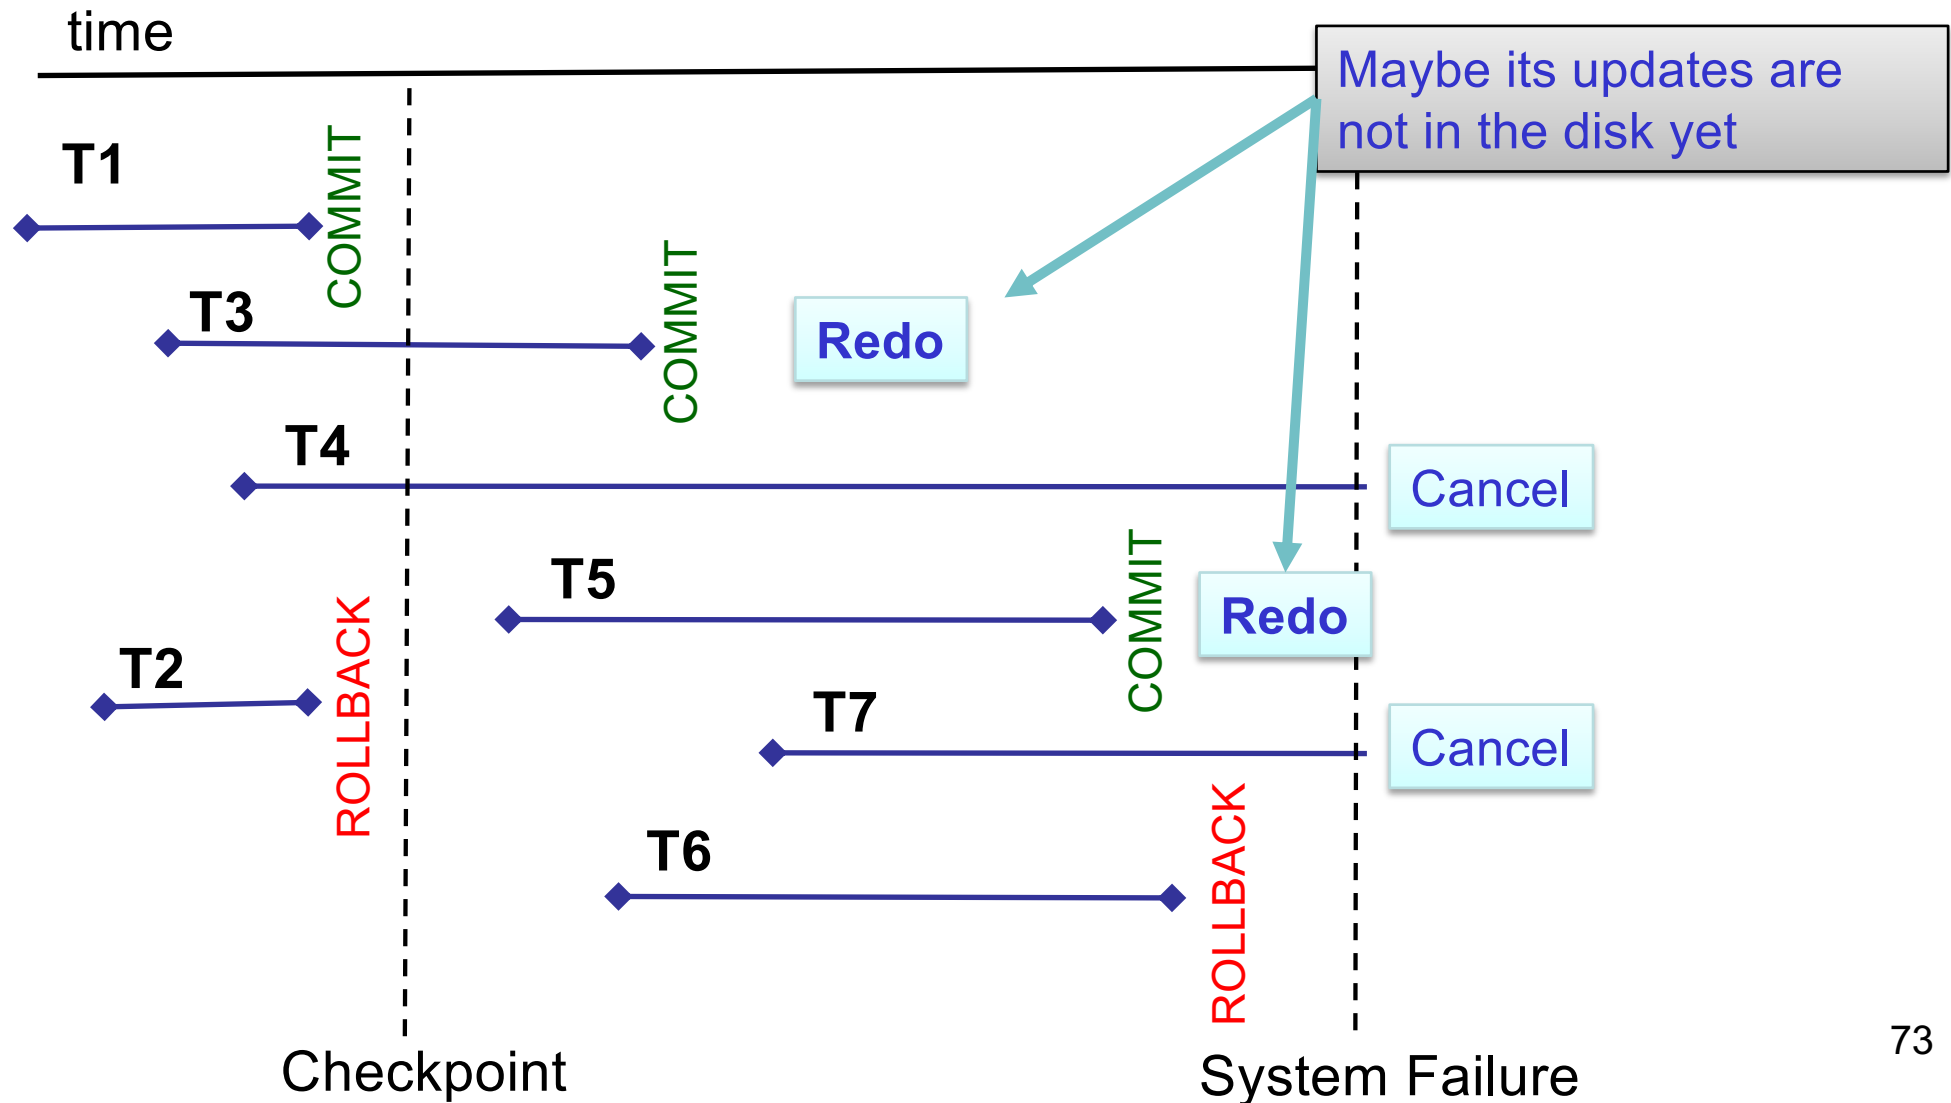 time
Maybe its updates are
not in the disk yet
T1
COMMIT
T3
COMMIT
Redo
T4
Cancel
T5
COMMIT
Redo
T2
ROLLBACK
T7
Cancel
T6
ROLLBACK
Checkpoint
System Failure
73